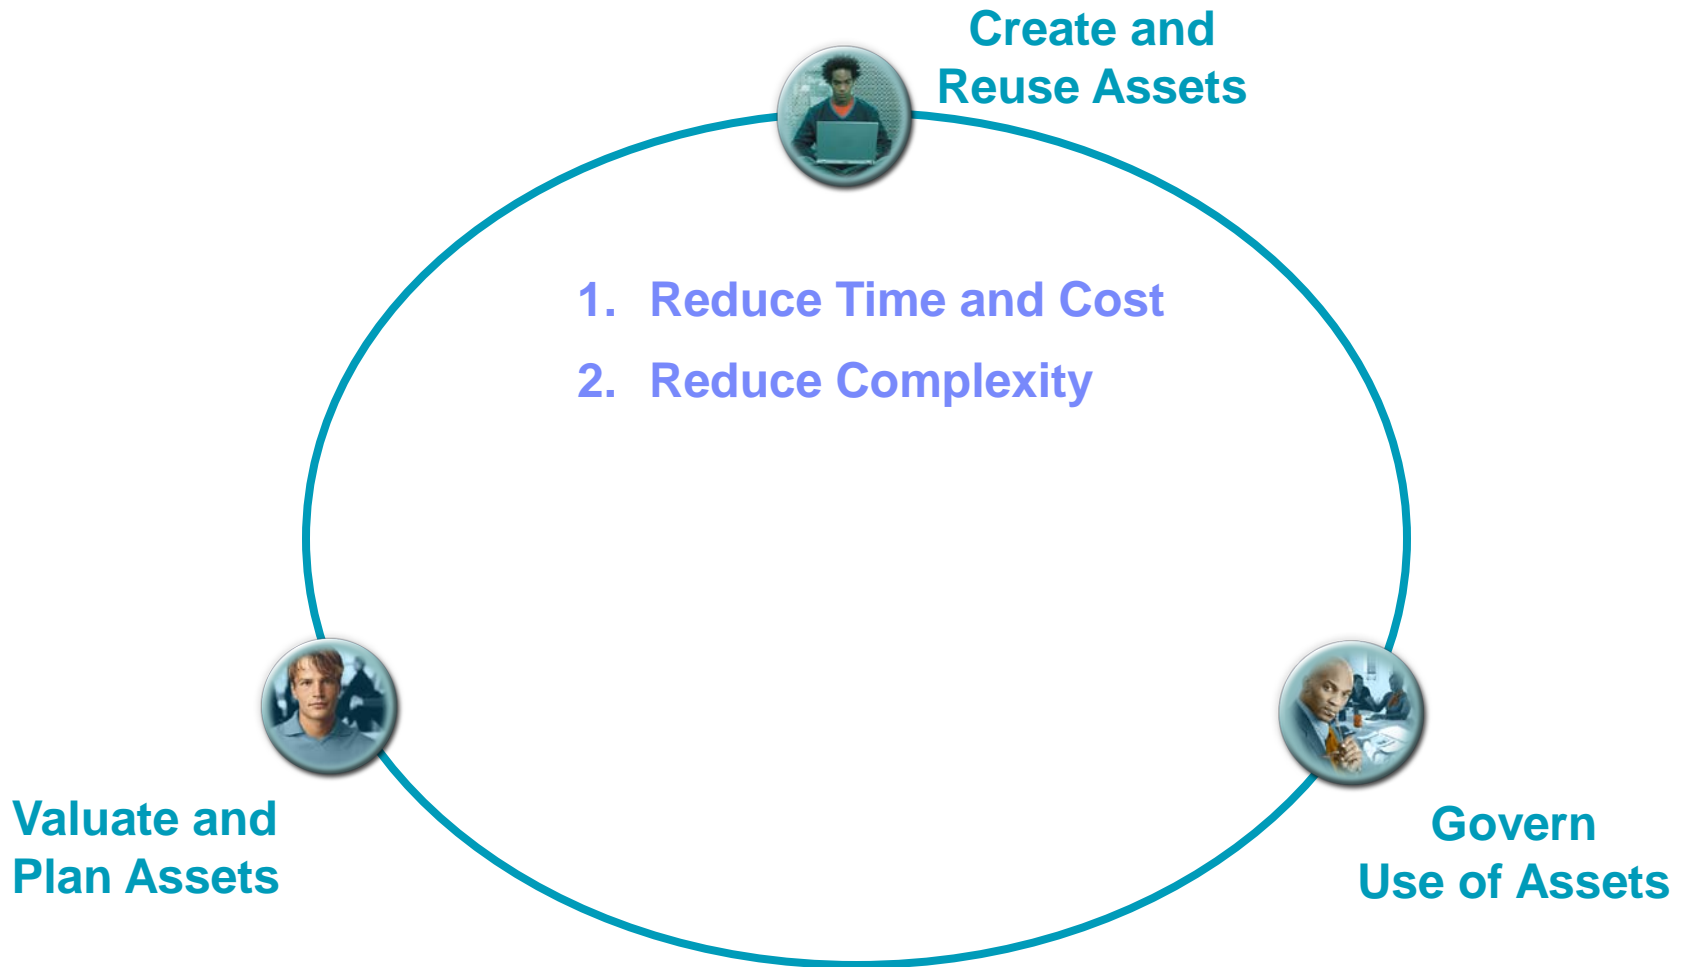 Create and
Reuse Assets
1. Reduce Time and Cost
2. Reduce Complexity
Valuate and
Plan Assets
Govern
Use of Assets